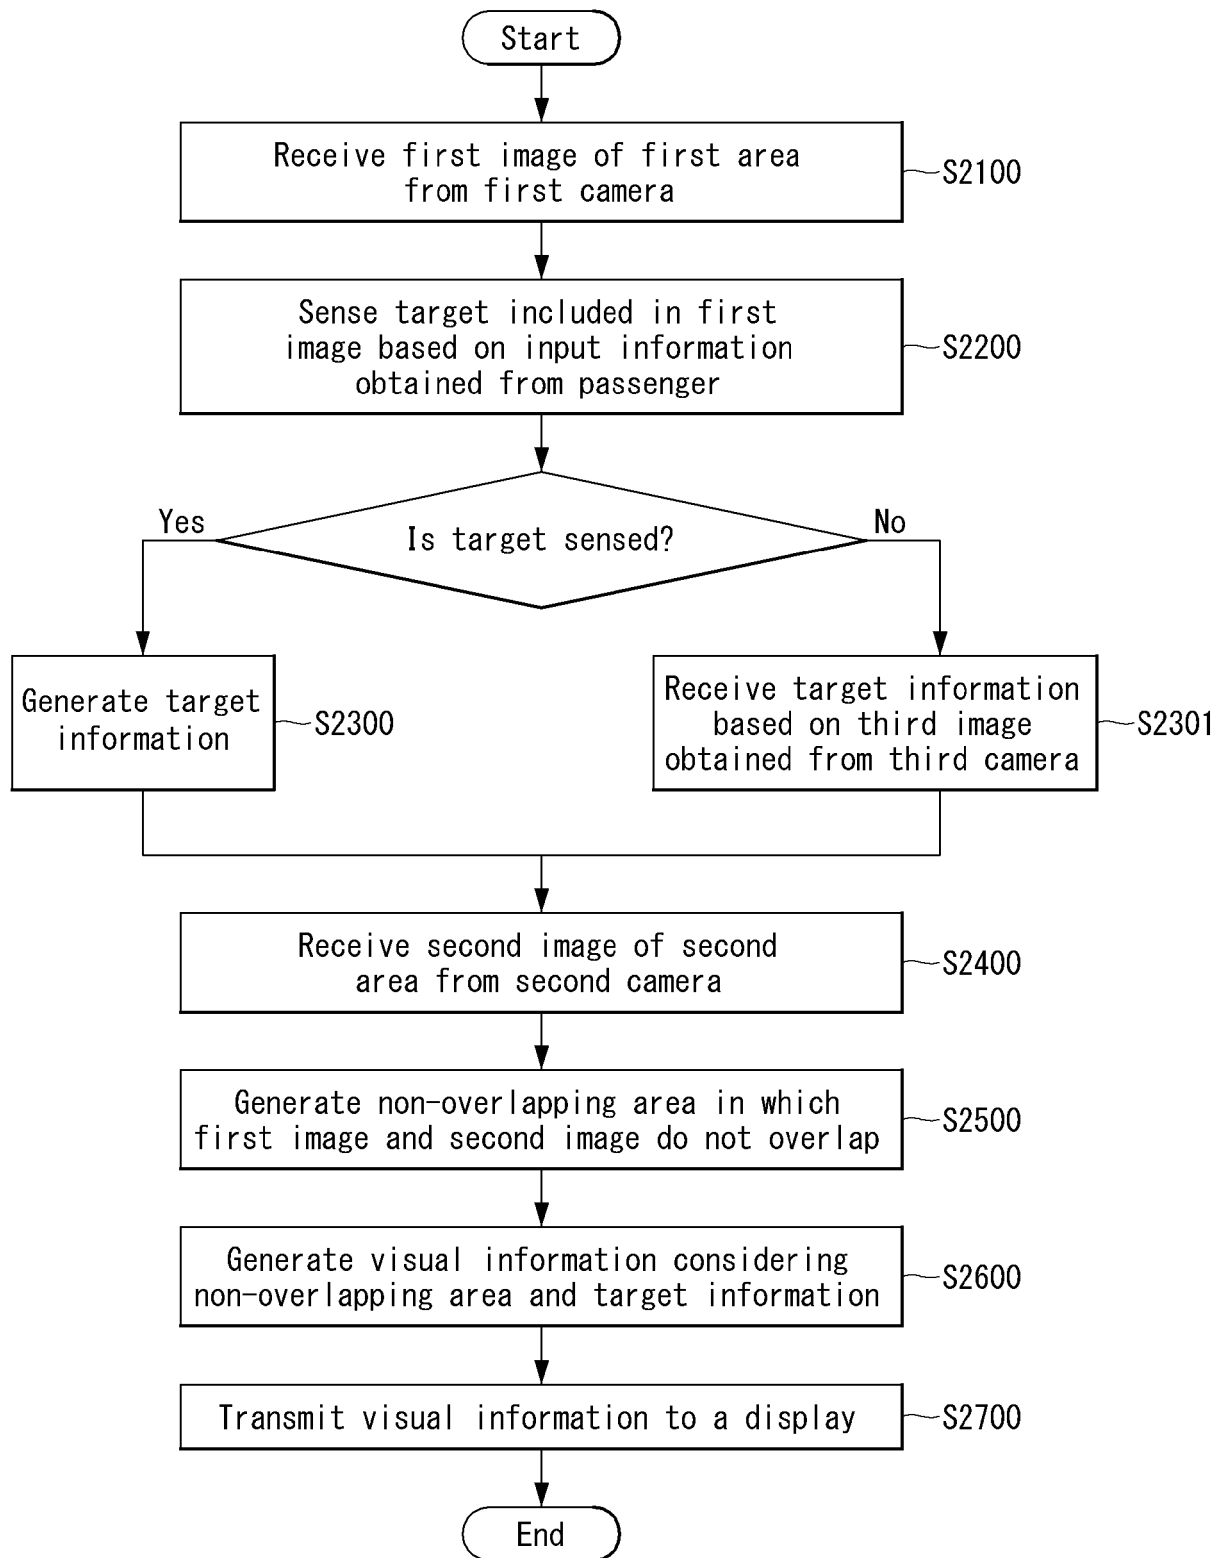 Start
Receive first image of first area
from first camera
S2100
Sense target included in first
image based on input information
obtained from passenger
S2200
Is target sensed?
Yes
No
Generate target
information
S2300
Receive target information
based on third image
obtained from third camera
S2301
Receive second image of second
area from second camera
S2400
Generate non-overlapping area in which
first image and second image do not overlap
S2500
Generate visual information considering
non-overlapping area and target information
S2600
Transmit visual information to a display
S2700
End